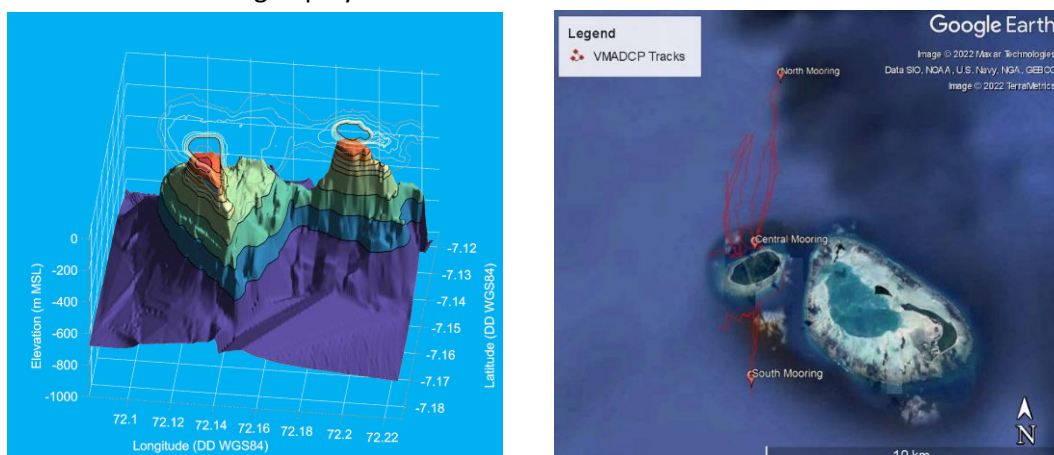 0
-200
-400
-600
-800
-1000
Elevation (m MSL)
72.1
72.12
72.14
72.16
72.18
72.2
72.22
Longitude (DD WGS84)
-7.12
-7.13
-7.14
-7.15
-7.16
-7.17
-7.18
Latitude (DD WGS84)
Legend
VMADCP Tracks
Google Earth
Image © 2022 Maxar Technologies
Data SIO, NOAA, U.S. Navy, NGA, GEBCO
Image © 2022 TerraMetrics
North Mooring
Central Mooring
South Mooring
N
10 km